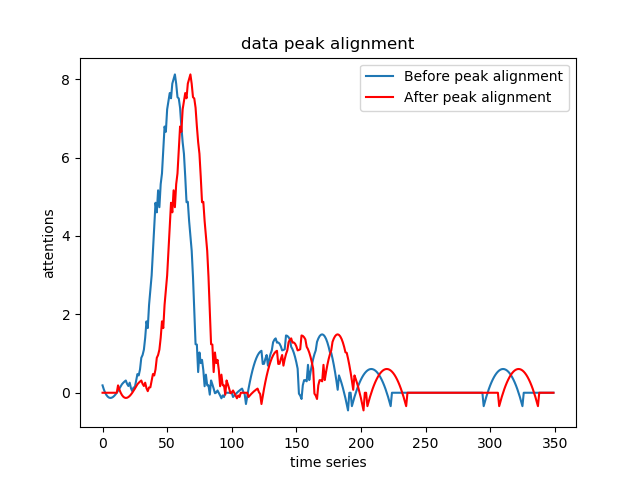 data peak alignment
Before peak alignment
After peak alignment
attentions
8
6
4
2
0
0 50 100 150 200 250 300 350
time series